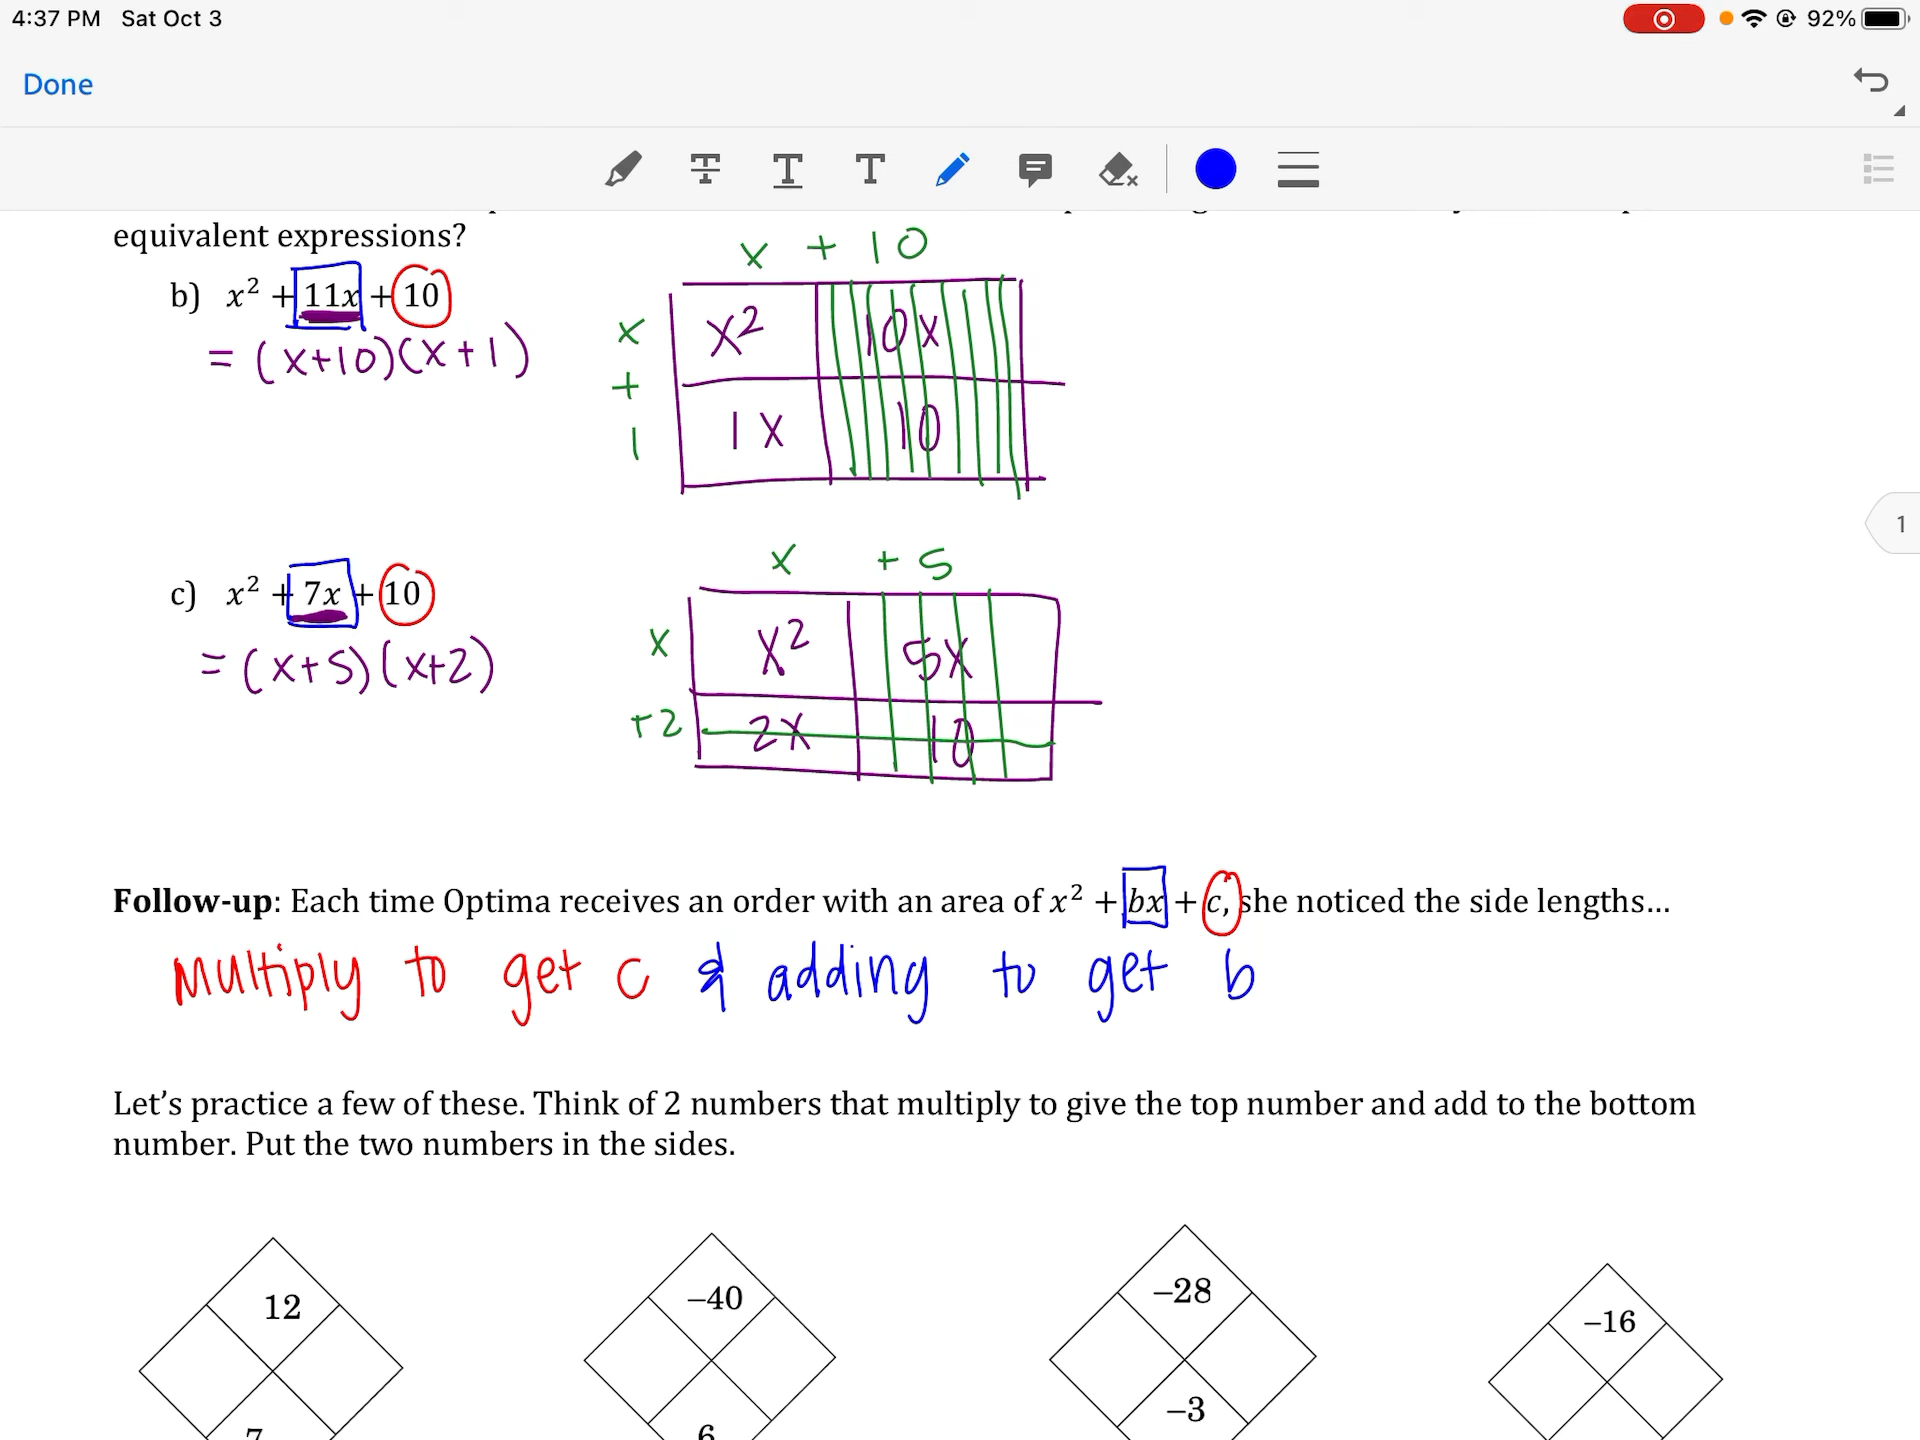 4:37 PM Sat Oct 3 92%
Done
equivalent expressions?
b) x² + 11x + 10
= (x+10)(x+1)
x + 10
x x² 10x
+
1 1x 10
1
c) x² + 7x + 10
= (x+5)(x+2)
x + 5
x x² 5x
+2 2x 10
Follow-up: Each time Optima receives an order with an area of x² + bx + c, she noticed the side lengths...
Multiply to get c & adding to get b
Let's practice a few of these. Think of 2 numbers that multiply to give the top number and add to the bottom
number. Put the two numbers in the sides.
12 –40 –28 –16
7 6 –3